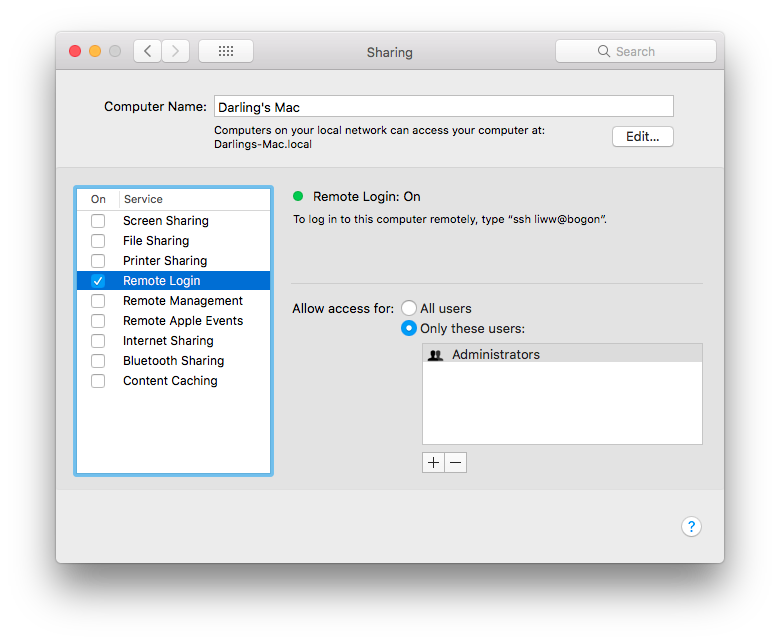 Sharing
Search
Computer Name: Darling's Mac
Computers on your local network can access your computer at:
Darlings-Mac.local
Edit...
On Service
Screen Sharing
File Sharing
Printer Sharing
Remote Login
Remote Management
Remote Apple Events
Internet Sharing
Bluetooth Sharing
Content Caching
Remote Login: On
To log in to this computer remotely, type “ssh liww@bogon”.
Allow access for: All users
Only these users:
Administrators
+ −
?